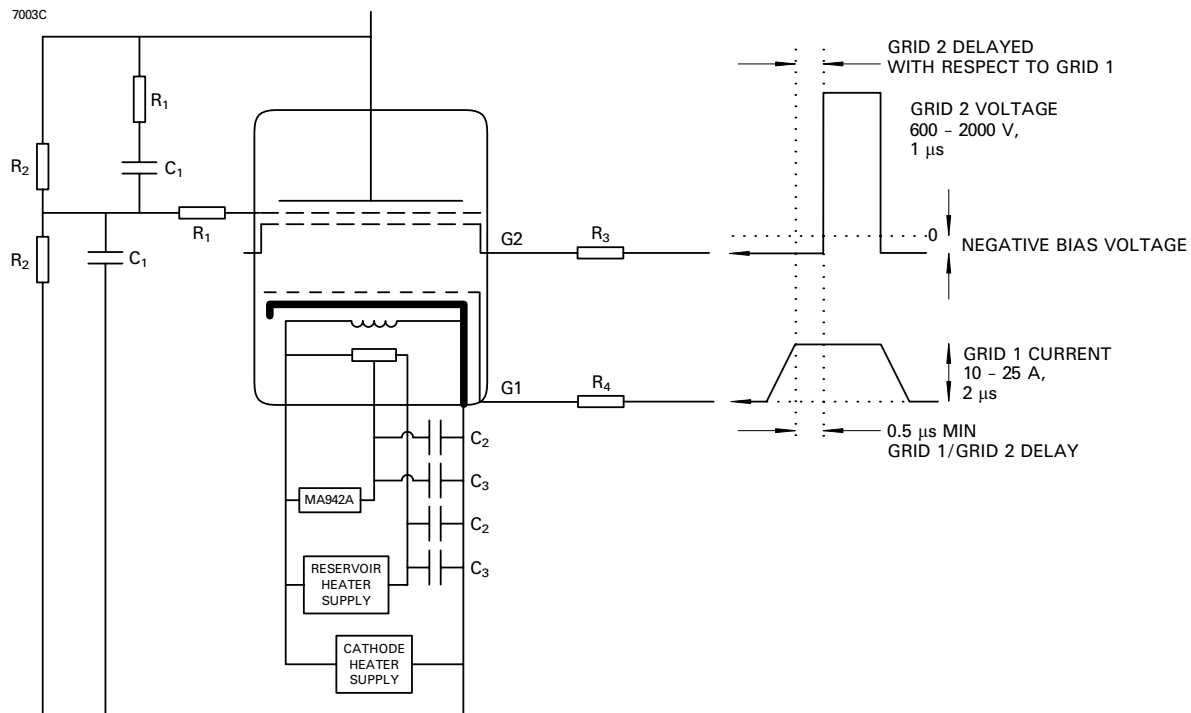 7003C
R1
C1
R2
R1
R2
C1
G2
R3
G1
R4
C2
C3
C2
C3
MA942A
RESERVOIR
HEATER
SUPPLY
CATHODE
HEATER
SUPPLY
GRID 2 DELAYED
WITH RESPECT TO GRID 1
GRID 2 VOLTAGE
600 – 2000 V,
1 µs
0
NEGATIVE BIAS VOLTAGE
GRID 1 CURRENT
10 – 25 A,
2 µs
0.5 µs MIN
GRID 1/GRID 2 DELAY